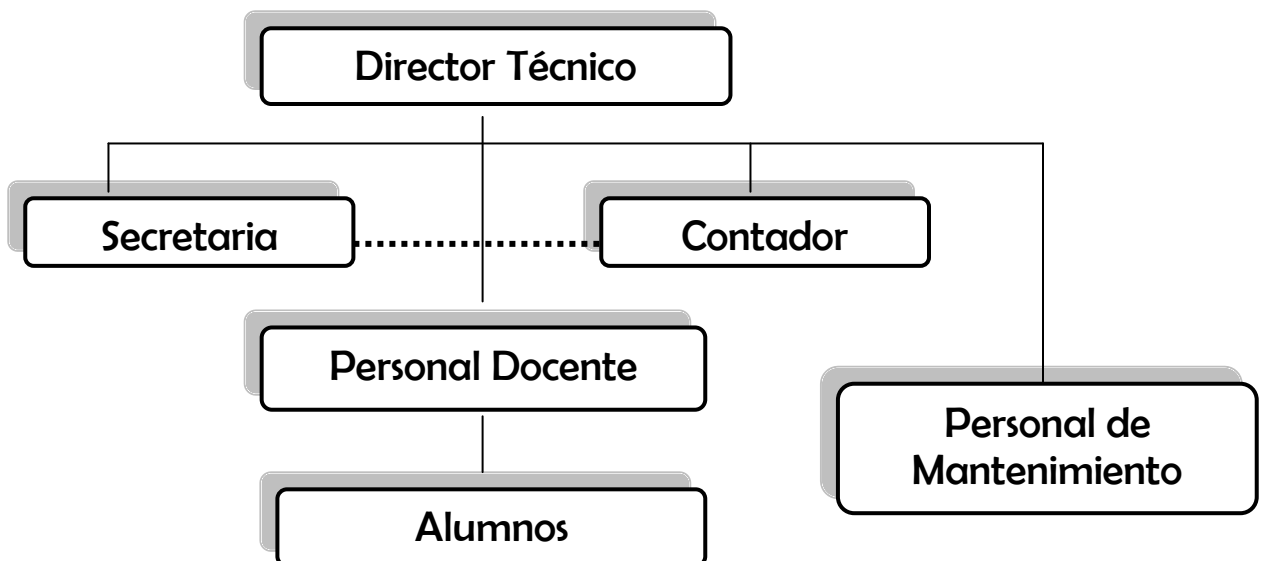 Director Técnico
Secretaria
Contador
Personal Docente
Personal de
Mantenimiento
Alumnos